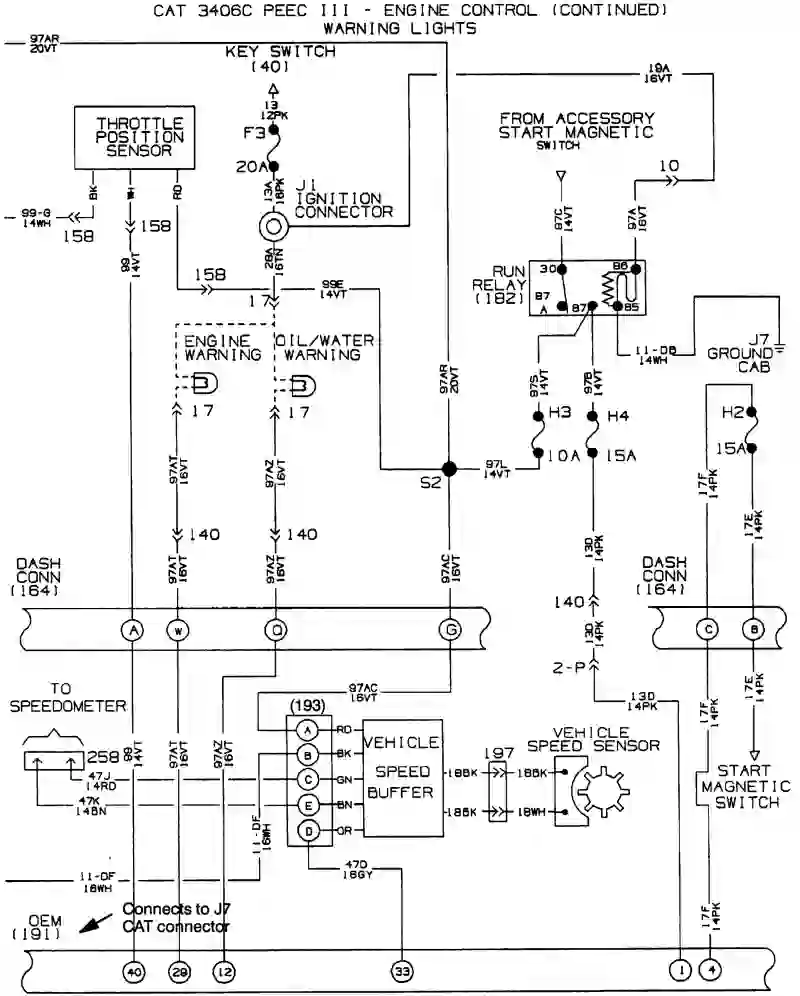 CAT 3406C PEEC III - ENGINE CONTROL (CONTINUED)
WARNING LIGHTS
97AR
20VT
KEY SWITCH
(40)
19A
16VT
13
12PK
F3
20A
THROTTLE
POSITION
SENSOR
FROM ACCESSORY
START MAGNETIC
SWITCH
10
BK
WH
RD
13A
16PK
J1
IGNITION
CONNECTOR
99-G
14WH
158
158
97C
14VT
97A
16VT
99
14VT
28A
16TN
158
99E
14VT
17
RUN
RELAY
(182)
30
86
87
A
87
85
ENGINE
WARNING
OIL/WATER
WARNING
11-DB
14WH
J7
GROUND
CAB
97AR
20VT
97S
14VT
97B
14VT
17
17
H3
H4
H2
10A
15A
15A
97AT
16VT
97AZ
16VT
S2
97L
14VT
17F
14PK
17E
14PK
140
140
13D
14PK
DASH
CONN
(164)
97AT
16VT
97AZ
16VT
97AC
16VT
140
DASH
CONN
(164)
A
W
Q
G
13D
14PK
C
B
2-P
TO
SPEEDOMETER
97AC
16VT
13D
14PK
17F
14PK
17E
14PK
(193)
258
99
14VT
97AT
16VT
97AZ
16VT
A
RD
B
BK
C
GN
E
BN
D
OR
VEHICLE
SPEED
BUFFER
197
VEHICLE
SPEED SENSOR
18BK
18BK
18BK
18WH
47J
14RD
47K
14BN
START
MAGNETIC
SWITCH
11-DF
16WH
47D
16GY
11-DF
16WH
17F
14PK
OEM
(191)
Connects to J7
CAT connector
40
29
12
33
1
4